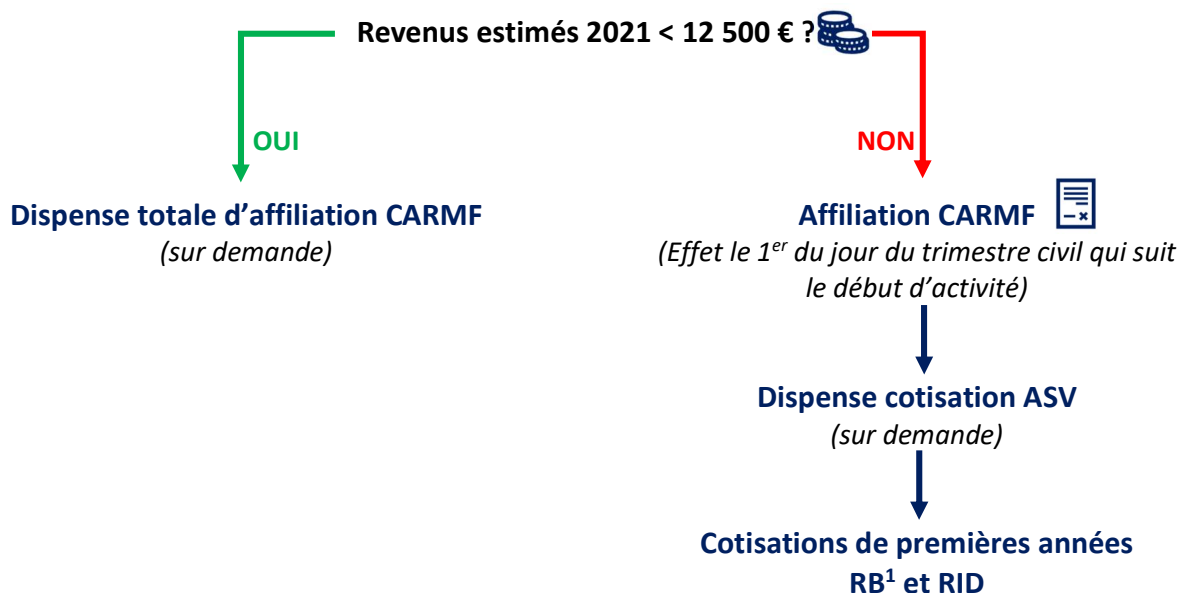 Revenus estimés 2021 < 12 500 € ?
OUI
NON
Dispense totale d’affiliation CARMF
(sur demande)
Affiliation CARMF
(Effet le 1er du jour du trimestre civil qui suit
le début d’activité)
Dispense cotisation ASV
(sur demande)
Cotisations de premières années
RB1 et RID